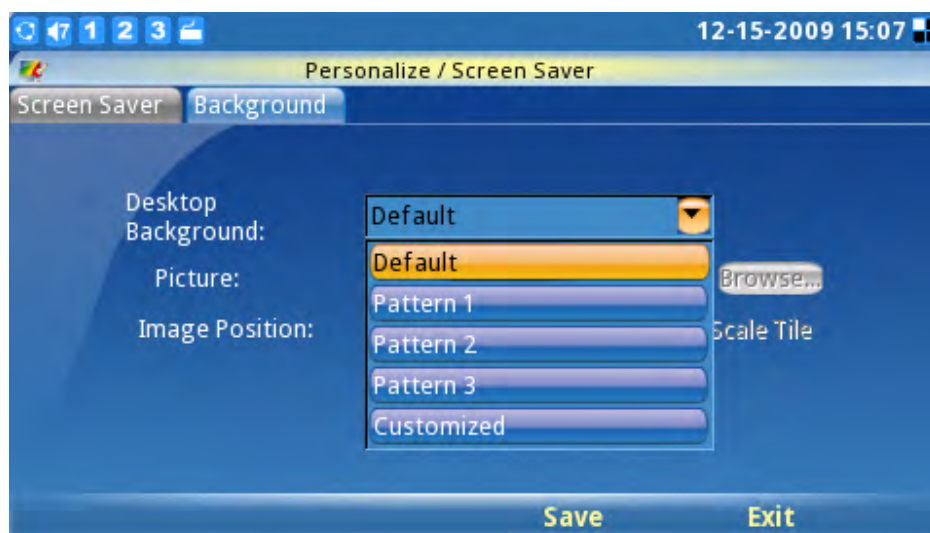 7 1 2 3 12-15-2009 15:07
Personalize / Screen Saver
Screen Saver Background
Desktop
Background:
Default
Default
Picture:
Browse...
Pattern 1
Image Position:
Scale Tile
Pattern 2
Pattern 3
Customized
Save Exit